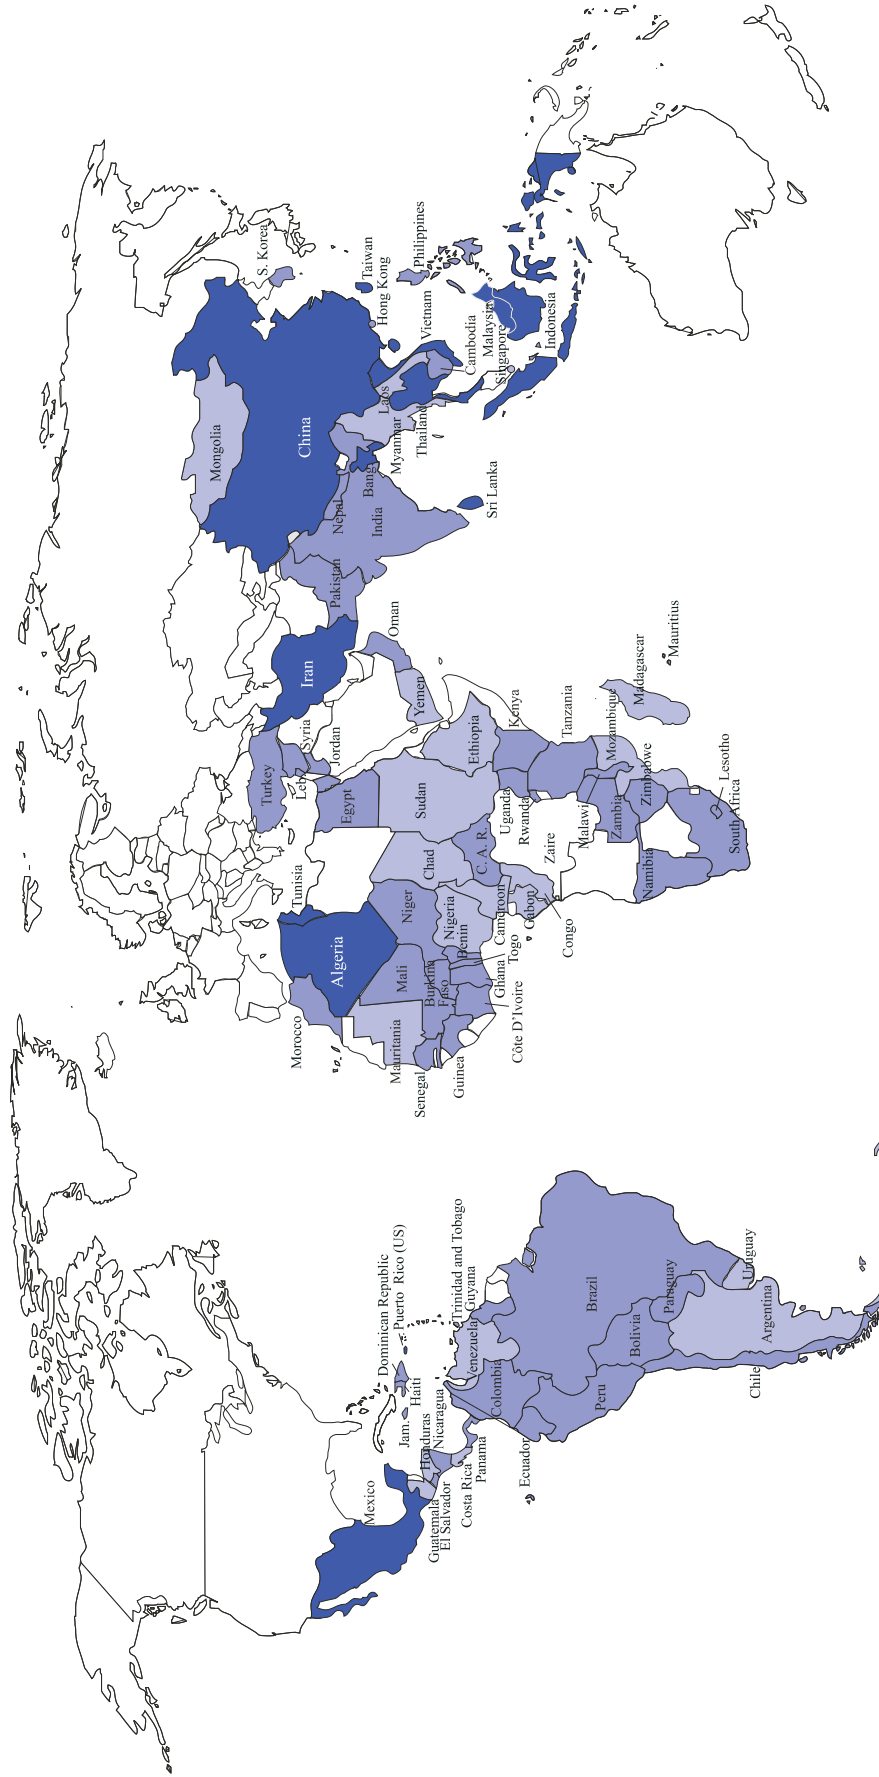 Mexico
Guatemala
El Salvador
Honduras
Nicaragua
Costa Rica
Panama
Jam.
Haiti
Dominican Republic
Puerto Rico (US)
Trinidad and Tobago
Guyana
Venezuela
Colombia
Ecuador
Peru
Brazil
Bolivia
Paraguay
Uruguay
Argentina
Chile
Morocco
Algeria
Tunisia
Egypt
Mauritania
Mali
Niger
Chad
Sudan
Senegal
Guinea
Burkina
Faso
Côte D'Ivoire
Ghana
Togo
Benin
Nigeria
Cameroon
C. A. R.
Gabon
Congo
Zaire
Ethiopia
Uganda
Kenya
Rwanda
Tanzania
Malawi
Zambia
Mozambique
Zimbabwe
Namibia
South Africa
Lesotho
Madagascar
Mauritius
Turkey
Leb.
Syria
Jordan
Iran
Oman
Yemen
Pakistan
Nepal
India
Bang.
Sri Lanka
Mongolia
China
S. Korea
Taiwan
Hong Kong
Philippines
Myanmar
Laos
Thailand
Vietnam
Cambodia
Malaysia
Singapore
Indonesia